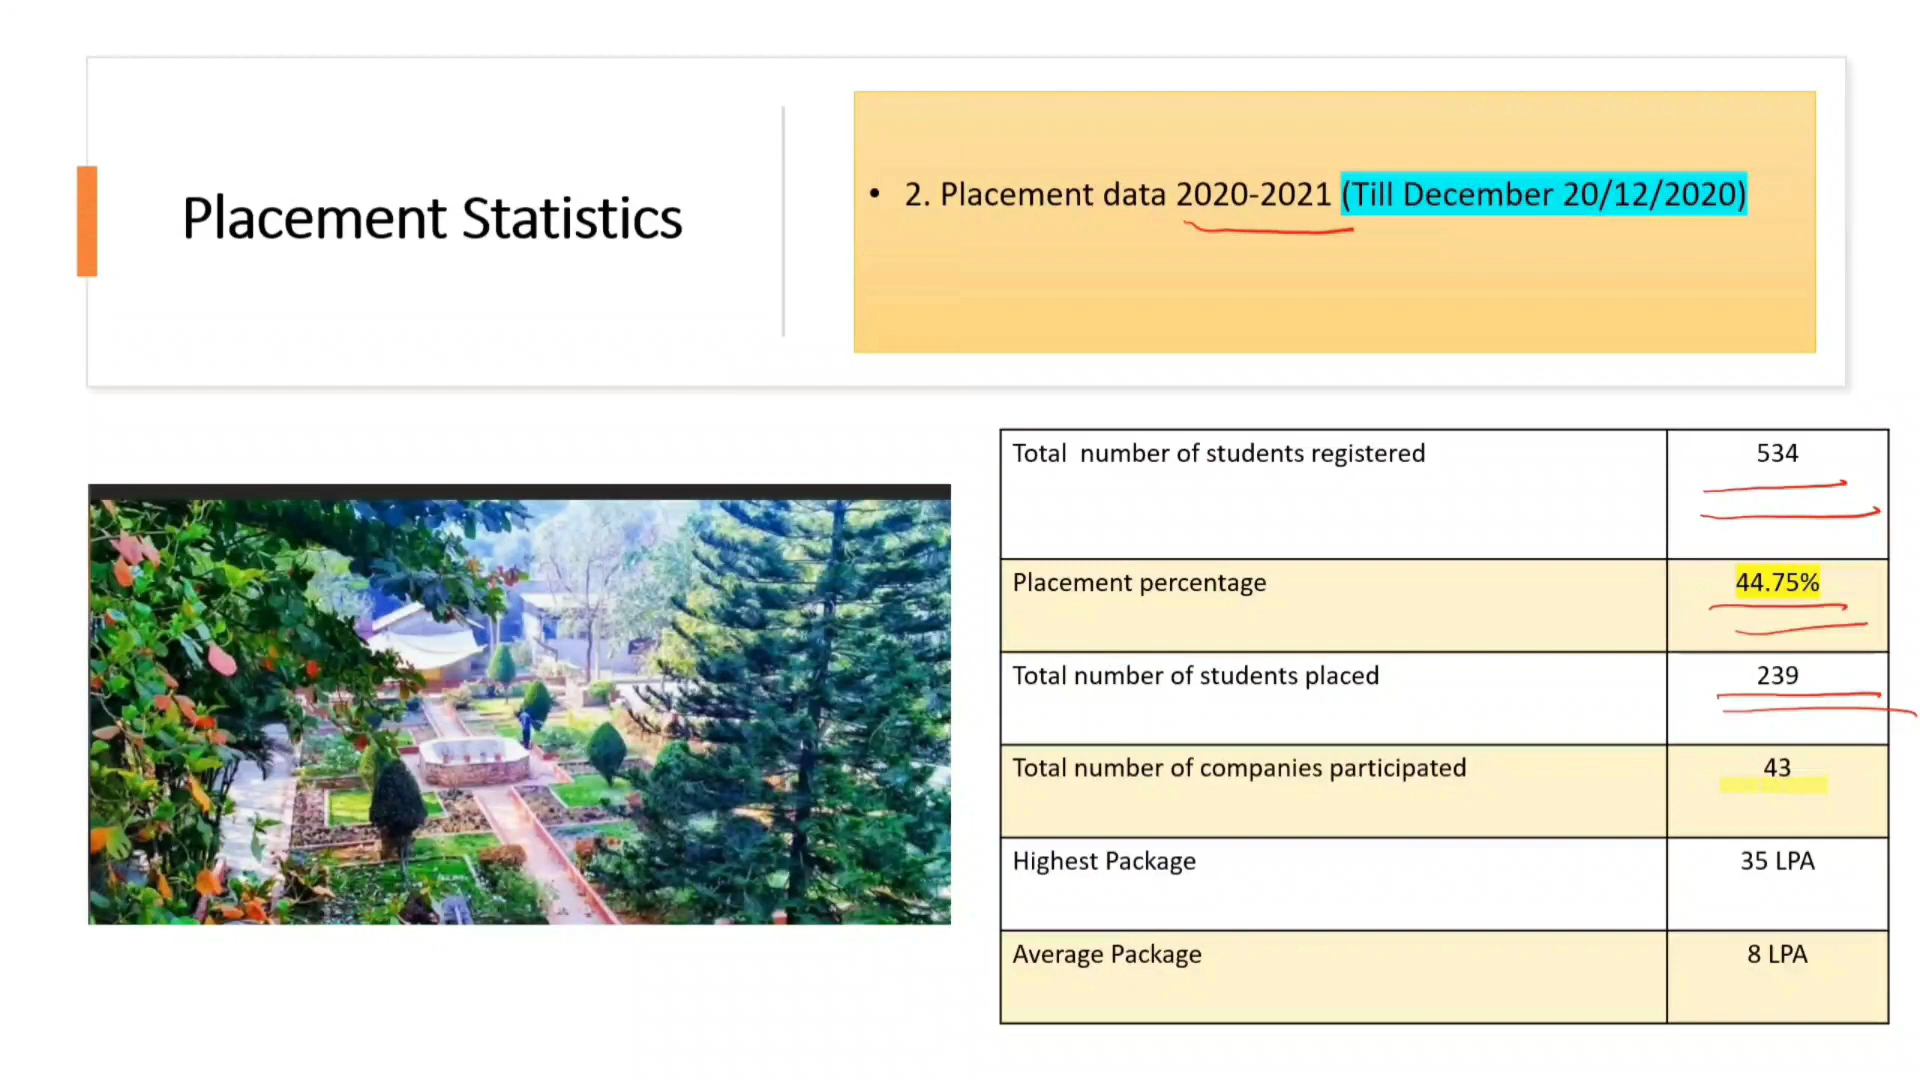 Placement Statistics
• 2. Placement data 2020-2021 (Till December 20/12/2020)
Total number of students registered 534
Placement percentage 44.75%
Total number of students placed 239
Total number of companies participated 43
Highest Package 35 LPA
Average Package 8 LPA